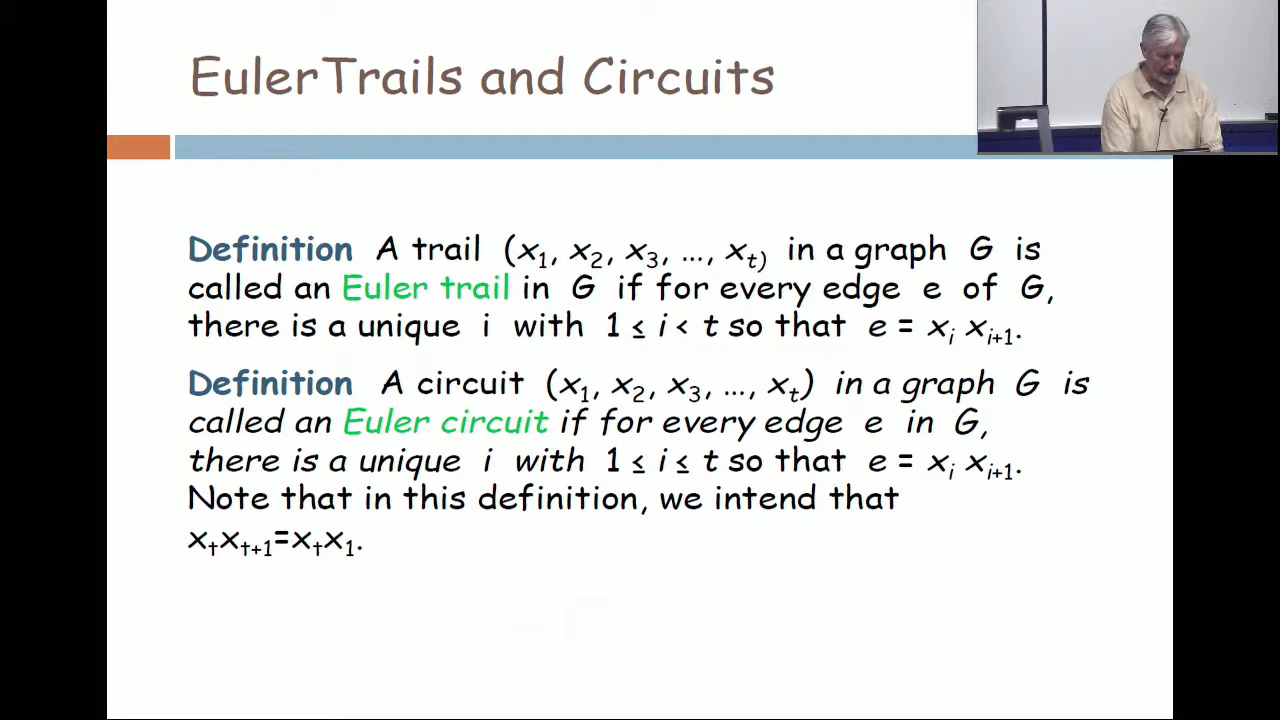 Euler Trails and Circuits
Definition A trail (x₁, x₂, x₃, ..., xₜ₎ in a graph G is
called an Euler trail in G if for every edge e of G,
there is a unique i with 1 ≤ i < t so that e = xᵢ xᵢ₊₁.
Definition A circuit (x₁, x₂, x₃, ..., xₜ) in a graph G is
called an Euler circuit if for every edge e in G,
there is a unique i with 1 ≤ i ≤ t so that e = xᵢ xᵢ₊₁.
Note that in this definition, we intend that
xₜxₜ₊₁=xₜx₁.